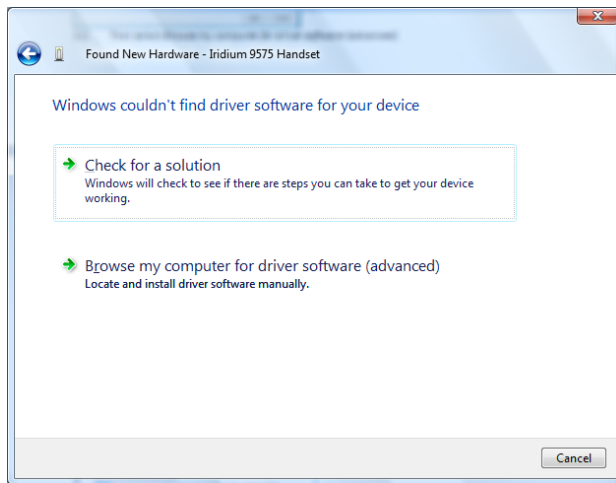 Found New Hardware - Iridium 9575 Handset
Windows couldn't find driver software for your device
Check for a solution
Windows will check to see if there are steps you can take to get your device
working.
Browse my computer for driver software (advanced)
Locate and install driver software manually.
Cancel